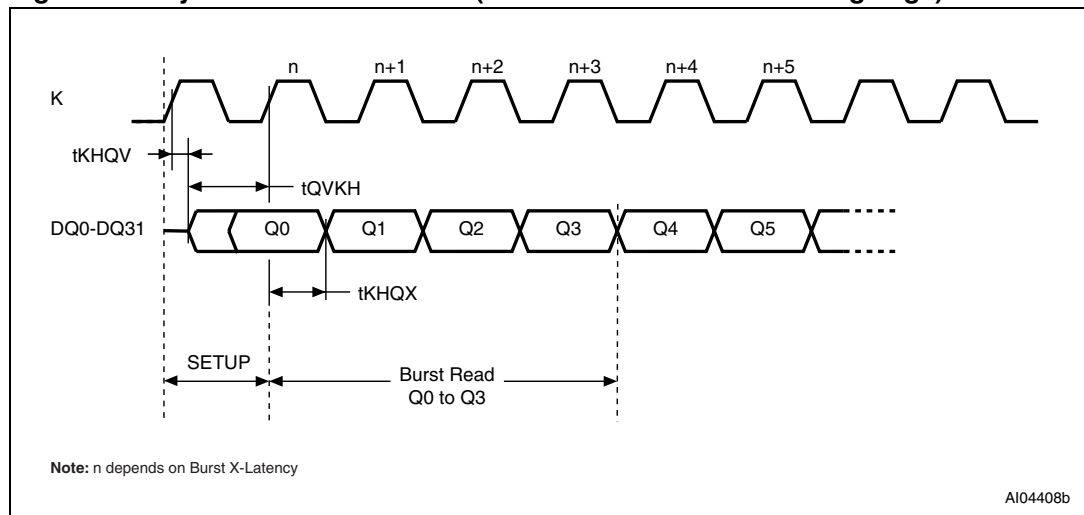 n n+1 n+2 n+3 n+4 n+5
K
tKHQV
tQVKH
DQ0-DQ31 Q0 Q1 Q2 Q3 Q4 Q5
tKHQX
SETUP
Burst Read
Q0 to Q3
Note: n depends on Burst X-Latency
AI04408b